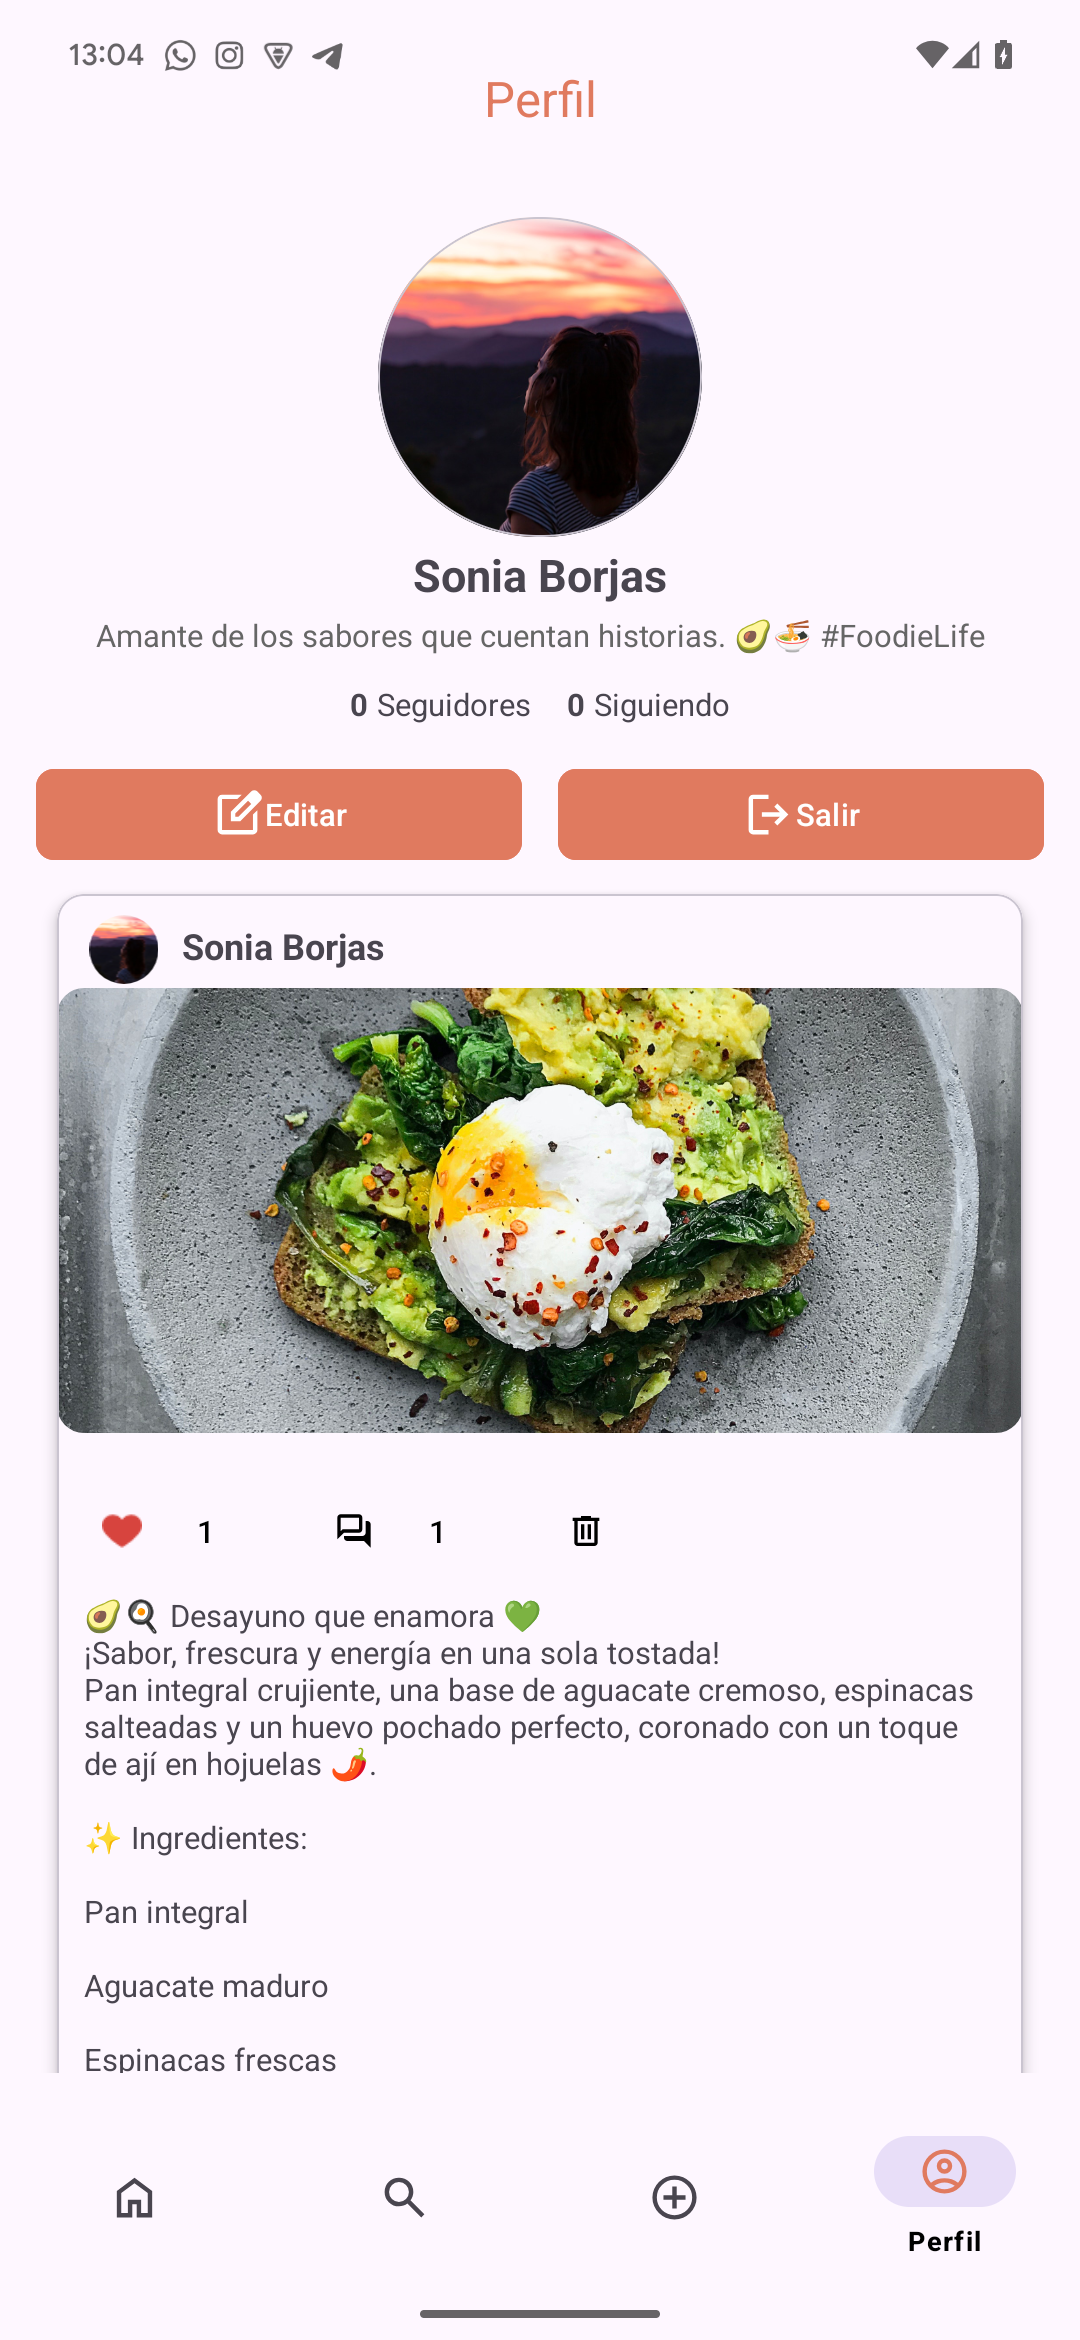 13:04
Perfil
Sonia Borjas
Amante de los sabores que cuentan historias. 🥑🍜 #FoodieLife
0 Seguidores 0 Siguiendo
Editar Salir
Sonia Borjas
1 1
🥑🍳 Desayuno que enamora 💚
¡Sabor, frescura y energía en una sola tostada!
Pan integral crujiente, una base de aguacate cremoso, espinacas
salteadas y un huevo pochado perfecto, coronado con un toque
de ají en hojuelas 🌶️.
✨ Ingredientes:
Pan integral
Aguacate maduro
Espinacas frescas
Perfil